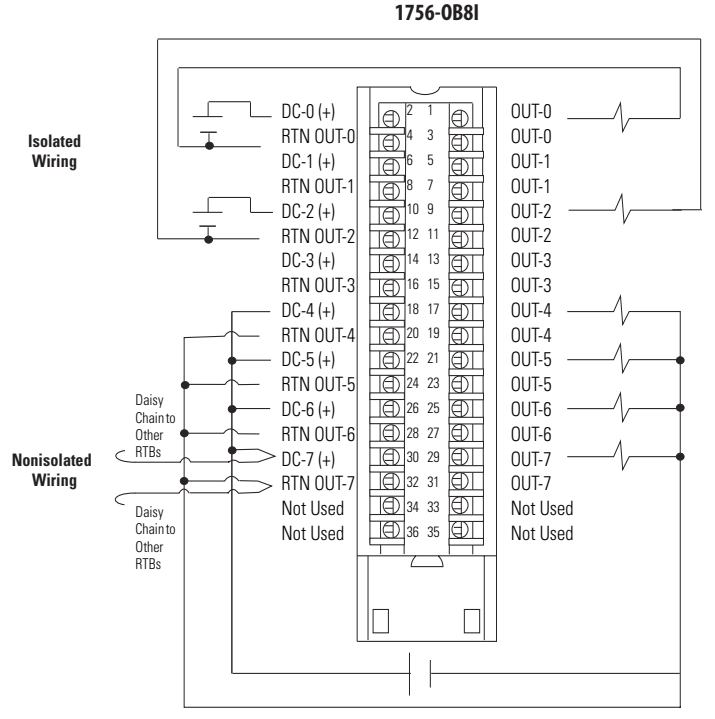 1756-OB8I
Isolated
Wiring
DC-0 (+) 2 1 OUT-0
RTN OUT-0 4 3 OUT-0
DC-1 (+) 6 5 OUT-1
RTN OUT-1 8 7 OUT-1
DC-2 (+) 10 9 OUT-2
RTN OUT-2 12 11 OUT-2
DC-3 (+) 14 13 OUT-3
RTN OUT-3 16 15 OUT-3
DC-4 (+) 18 17 OUT-4
RTN OUT-4 20 19 OUT-4
DC-5 (+) 22 21 OUT-5
RTN OUT-5 24 23 OUT-5
DC-6 (+) 26 25 OUT-6
RTN OUT-6 28 27 OUT-6
DC-7 (+) 30 29 OUT-7
RTN OUT-7 32 31 OUT-7
Not Used 34 33 Not Used
Not Used 36 35 Not Used
Daisy
Chain to
Other
RTBs
Nonisolated
Wiring
Daisy
Chain to
Other
RTBs